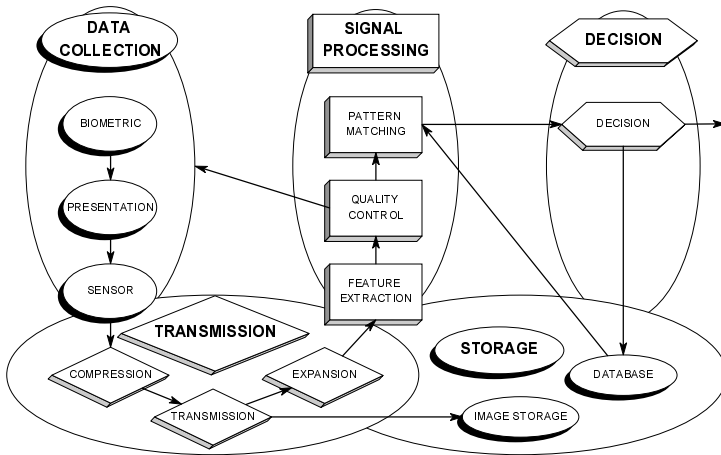 DATA
COLLECTION
SIGNAL
PROCESSING
DECISION
BIOMETRIC
PATTERN
MATCHING
DECISION
PRESENTATION
QUALITY
CONTROL
SENSOR
FEATURE
EXTRACTION
TRANSMISSION
STORAGE
COMPRESSION
EXPANSION
DATABASE
TRANSMISSION
IMAGE STORAGE